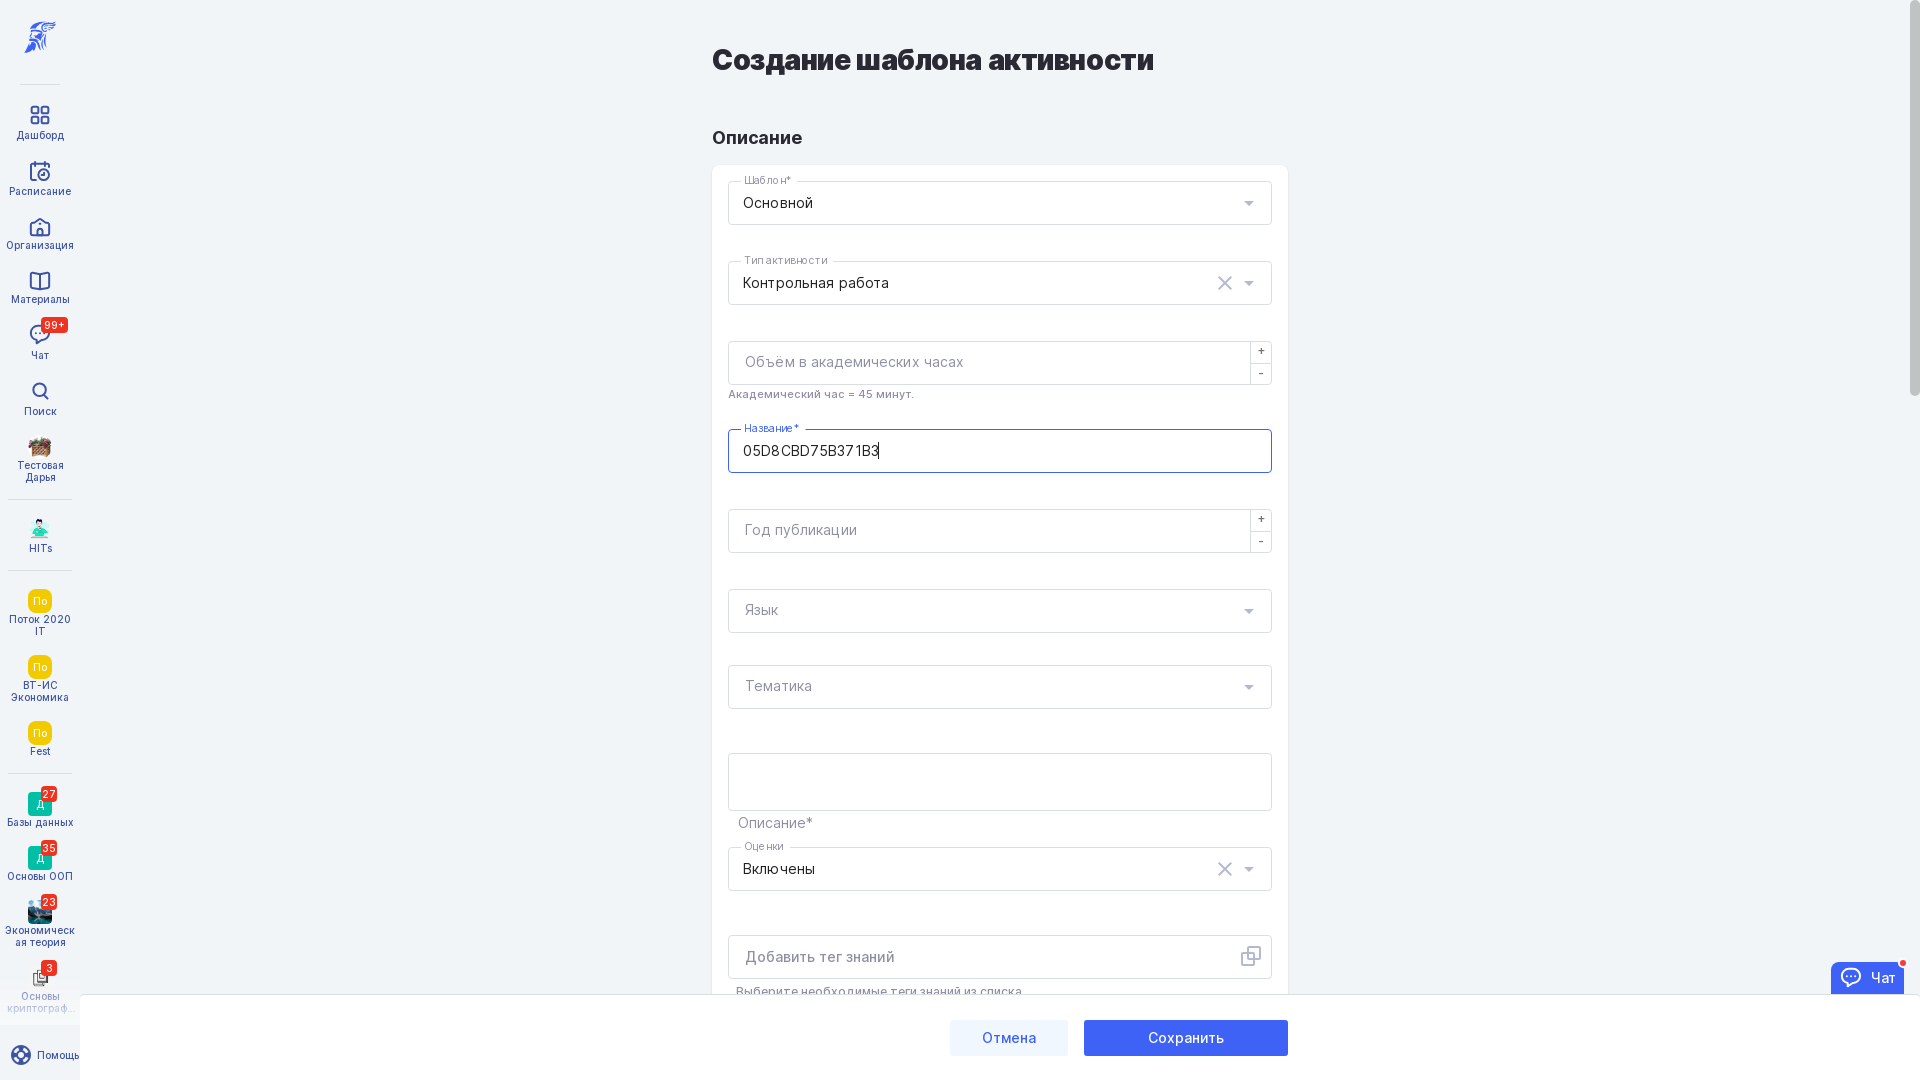 Дашборд
Расписание
Организация
Материалы
99+
Чат
Поиск
Тестовая
Дарья
HITs
По
Поток 2020
IT
По
ВТ-ИС
Экономика
По
Fest
27
Д
Базы данных
35
Д
Основы ООП
23
Экономическ
ая теория
3
Основы
криптограф...
Помощь
Создание шаблона активности
Описание
Шаблон*
Основной
Тип активности
Контрольная работа
Объём в академических часах
+
-
Академический час = 45 минут.
Название*
05D8CBD75B371B3
Год публикации
+
-
Язык
Тематика
Описание*
Оценки
Включены
Добавить тег знаний
Выберите необходимые теги знаний из списка
Чат
Отмена
Сохранить